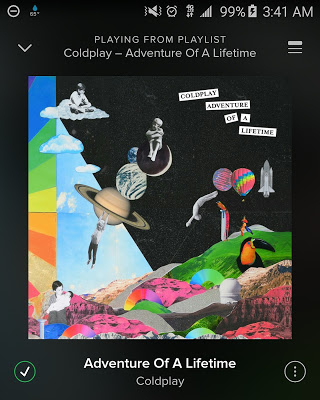 65° 4G 99% 3:41 AM
PLAYING FROM PLAYLIST
Coldplay – Adventure Of A Lifetime
COLDPLAY
ADVENTURE
OF A
LIFETIME
Adventure Of A Lifetime
Coldplay